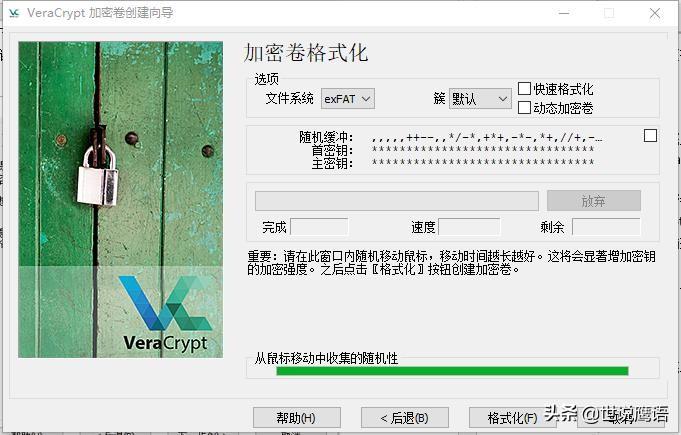 VeraCrypt 加密卷创建向导
加密卷格式化
选项
文件系统 exFAT 簇 默认 快速格式化
动态加密卷
随机缓冲： ,,,,,++--,,*/-*,+*+,-*-,*+,//+,-…
首密钥： ********************************
主密钥： ********************************
放弃
完成 速度 剩余
重要：请在此窗口内随机移动鼠标，移动时间越长越好。这将会显著增加密钥
的加密强度。之后点击〖格式化〗按钮创建加密卷。
VeraCrypt
从鼠标移动中收集的随机性
帮助(H) < 后退(B) 格式化(F)
头条 @世说鹰语